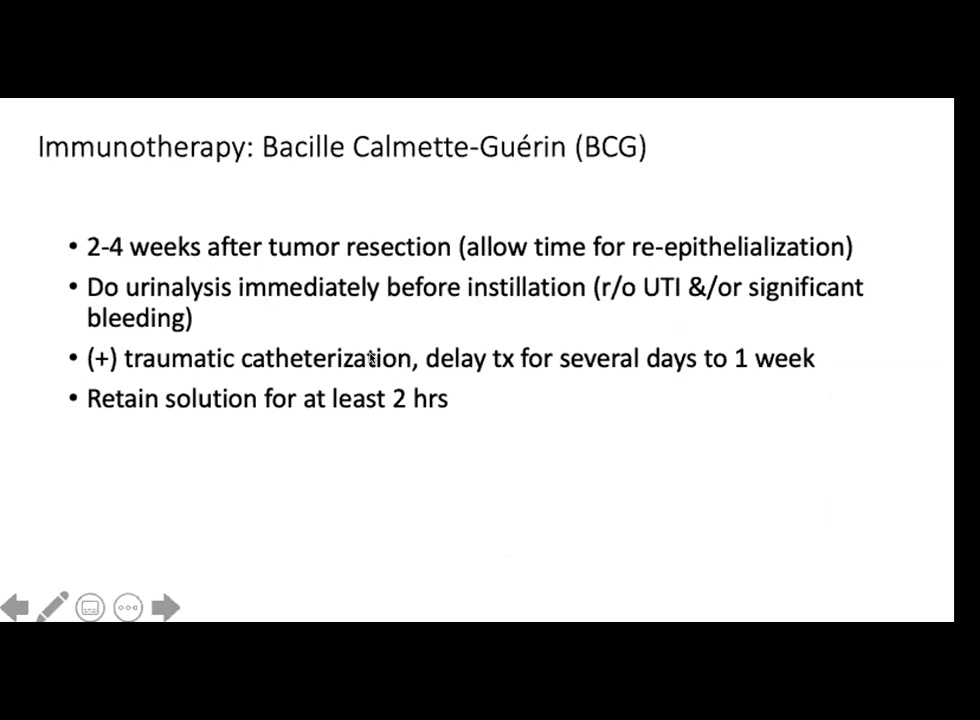 Immunotherapy: Bacille Calmette-Guérin (BCG)
• 2-4 weeks after tumor resection (allow time for re-epithelialization)
• Do urinalysis immediately before instillation (r/o UTI &/or significant
bleeding)
• (+) traumatic catheterization, delay tx for several days to 1 week
• Retain solution for at least 2 hrs